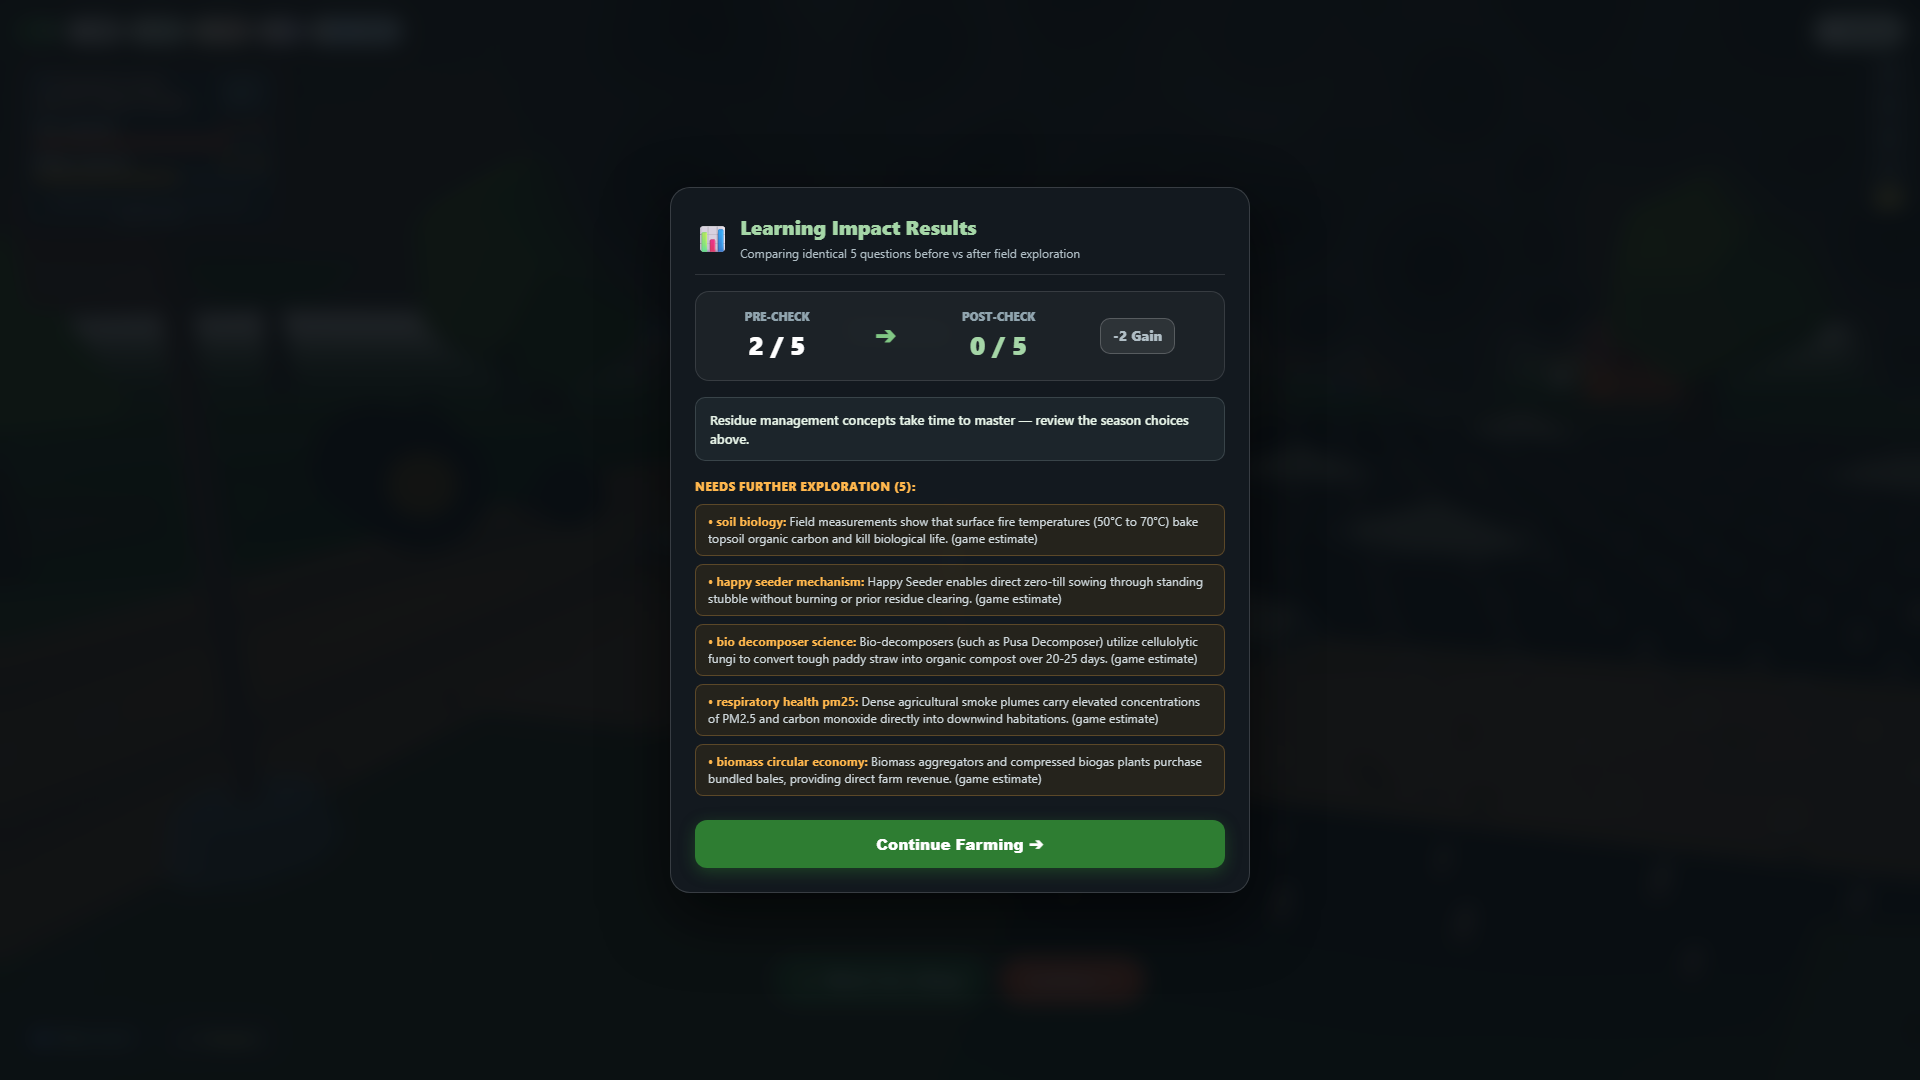 Learning Impact Results
Comparing identical 5 questions before vs after field exploration
PRE-CHECK
2 / 5
➔
POST-CHECK
0 / 5
-2 Gain
Residue management concepts take time to master — review the season choices
above.
NEEDS FURTHER EXPLORATION (5):
• soil biology: Field measurements show that surface fire temperatures (50°C to 70°C) bake
topsoil organic carbon and kill biological life. (game estimate)
• happy seeder mechanism: Happy Seeder enables direct zero-till sowing through standing
stubble without burning or prior residue clearing. (game estimate)
• bio decomposer science: Bio-decomposers (such as Pusa Decomposer) utilize cellulolytic
fungi to convert tough paddy straw into organic compost over 20-25 days. (game estimate)
• respiratory health pm25: Dense agricultural smoke plumes carry elevated concentrations
of PM2.5 and carbon monoxide directly into downwind habitations. (game estimate)
• biomass circular economy: Biomass aggregators and compressed biogas plants purchase
bundled bales, providing direct farm revenue. (game estimate)
Continue Farming ➔